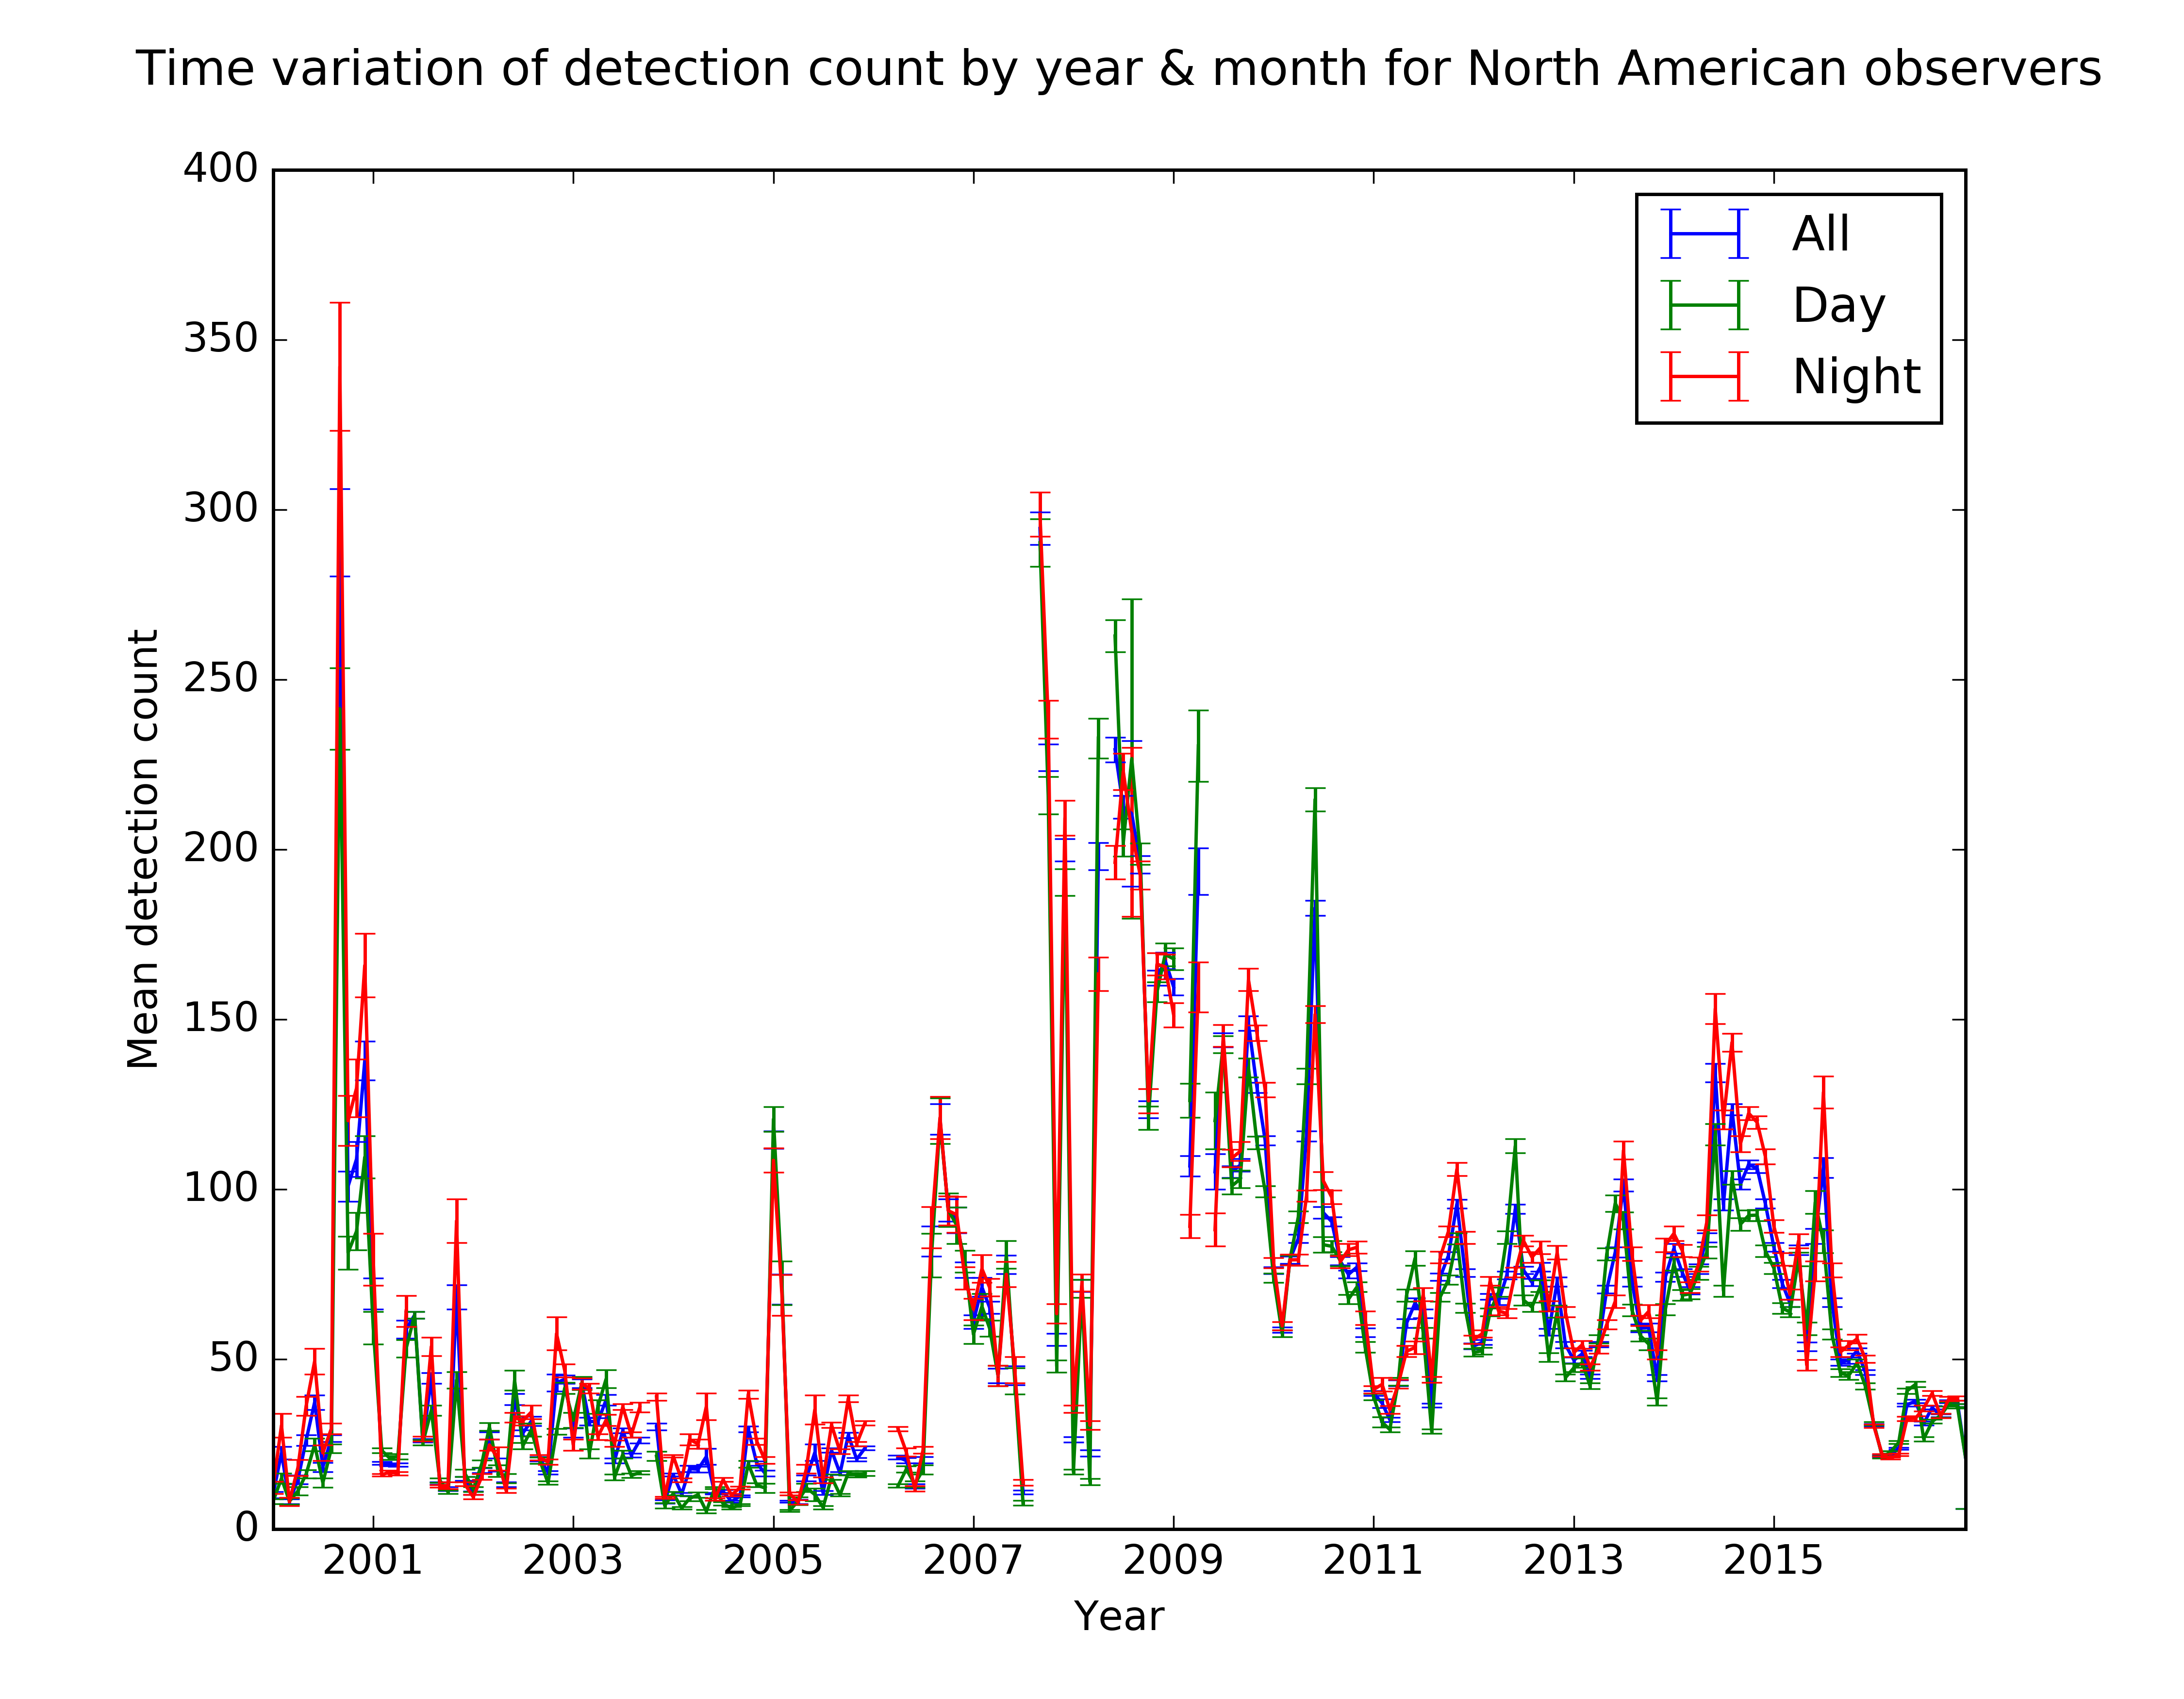 Time variation of detection count by year & month for North American observers
400
350
300
250
200
150
100
50
0
Mean detection count
All
Day
Night
2001 2003 2005 2007 2009 2011 2013 2015
Year